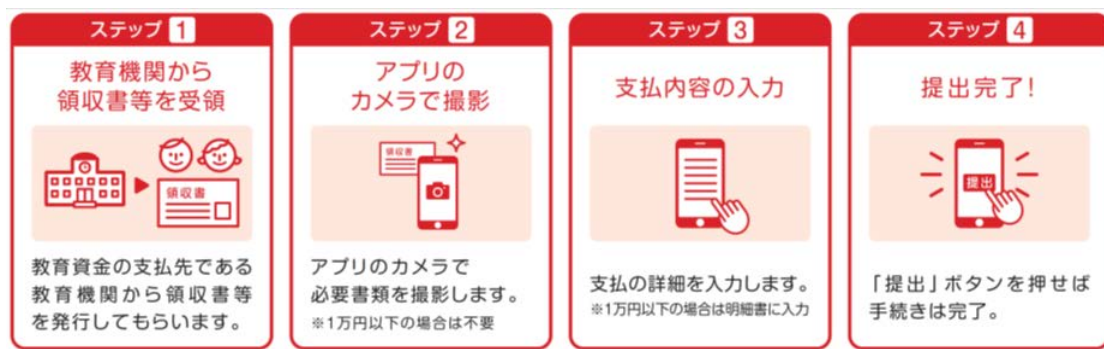 ステップ 1
教育機関から
領収書等を受領
領収書
教育資金の支払先である
教育機関から領収書等
を発行してもらいます。
ステップ 2
アプリの
カメラで撮影
領収書
アプリのカメラで
必要書類を撮影します。
※1万円以下の場合は不要
ステップ 3
支払内容の入力
支払の詳細を入力します。
※1万円以下の場合は明細書に入力
ステップ 4
提出完了!
提出
「提出」ボタンを押せば
手続きは完了。